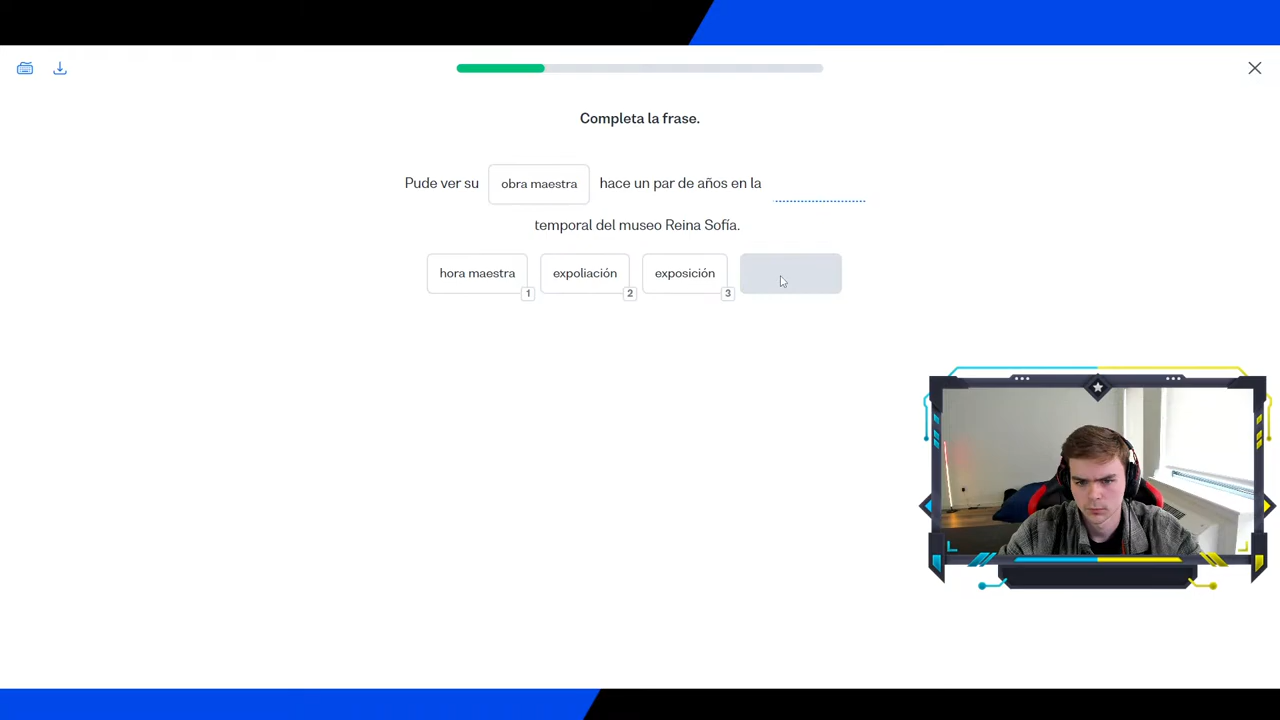 Completa la frase.
Pude ver su obra maestra hace un par de años en la
temporal del museo Reina Sofía.
hora maestra 1 expoliación 2 exposición 3